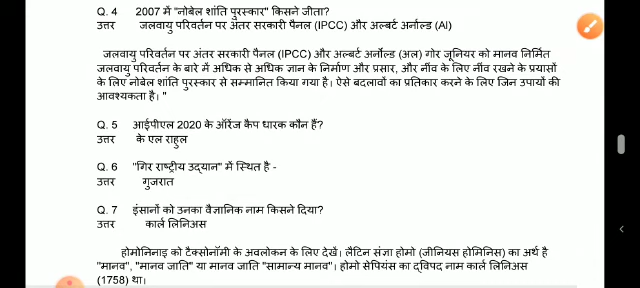 Q. 4 2007 में "नोबेल शांति पुरस्कार" किसने जीता?
उत्तर जलवायु परिवर्तन पर अंतर सरकारी पैनल (IPCC) और अल्बर्ट अर्नाल्ड (AI)
जलवायु परिवर्तन पर अंतर सरकारी पैनल (IPCC) और अल्बर्ट अर्नोल्ड (अल) गोर जूनियर को मानव निर्मित
जलवायु परिवर्तन के बारे में अधिक से अधिक ज्ञान के निर्माण और प्रसार, और नींव के लिए नींव रखने के प्रयासों
के लिए नोबेल शांति पुरस्कार से सम्मानित किया गया है। ऐसे बदलावों का प्रतिकार करने के लिए जिन उपायों की
आवश्यकता है। "
Q. 5 आईपीएल 2020 के ऑरेंज कैप धारक कौन हैं?
उत्तर के एल राहुल
Q. 6 "गिर राष्ट्रीय उद्यान" में स्थित है -
उत्तर गुजरात
Q. 7 इंसानों को उनका वैज्ञानिक नाम किसने दिया?
उत्तर कार्ल लिनिअस
होमोनिनाइ को टैक्सोनॉमी के अवलोकन के लिए देखें। लैटिन संज्ञा होमो (जीनियस होमिनिस) का अर्थ है
"मानव", "मानव जाति" या मानव जाति "सामान्य मानव"। होमो सेपियंस का द्विपद नाम कार्ल लिनिअस
(1758) था।